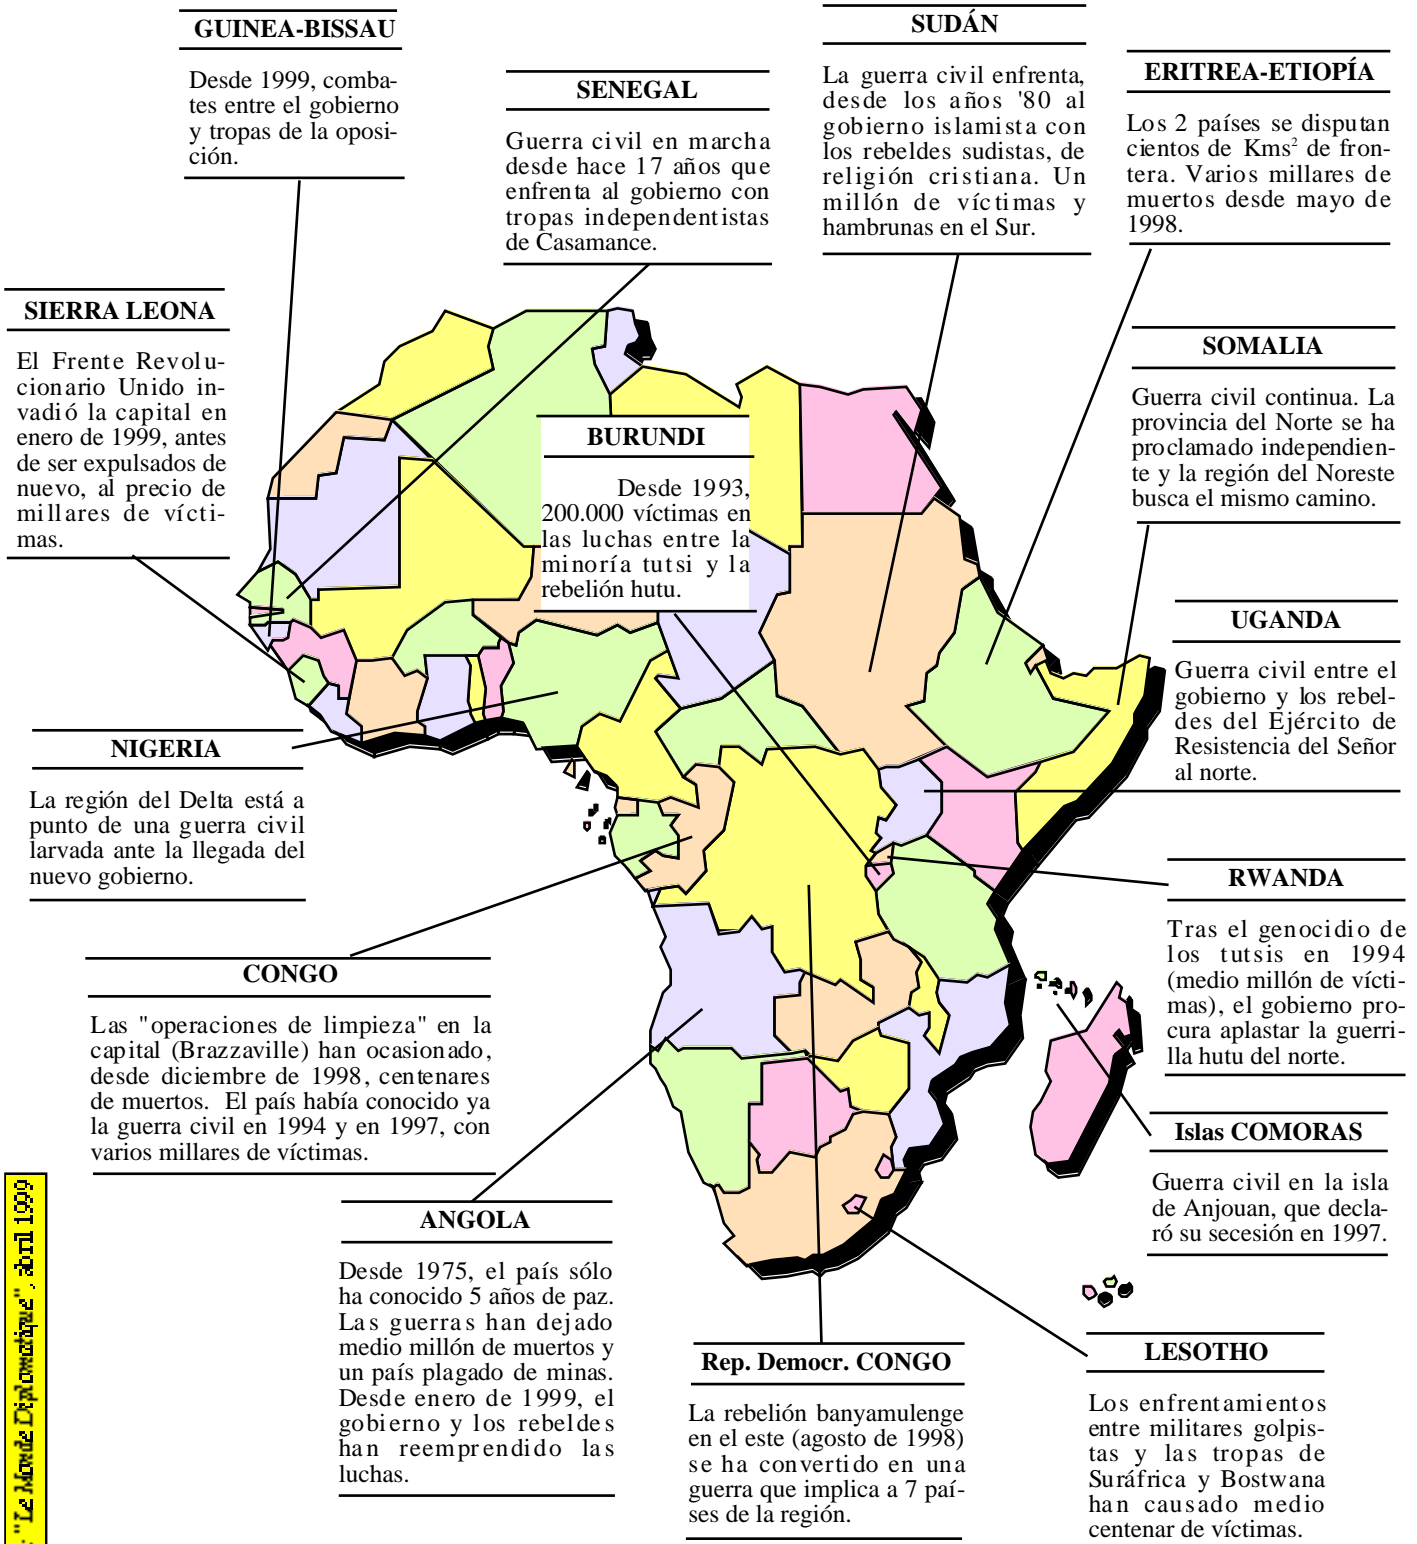 GUINEA-BISSAU
Desde 1999, comba-
tes entre el gobierno
y tropas de la oposi-
ción.
SENEGAL
Guerra civil en marcha
desde hace 17 años que
enfrenta al gobierno con
tropas independentistas
de Casamance.
SUDÁN
La guerra civil enfrenta,
desde los años '80 al
gobierno islamista con
los rebeldes sudistas, de
religión cristiana. Un
millón de víctimas y
hambrunas en el Sur.
ERITREA-ETIOPÍA
Los 2 países se disputan
cientos de Kms² de fron-
tera. Varios millares de
muertos desde mayo de
1998.
SIERRA LEONA
El Frente Revolu-
cionario Unido in-
vadió la capital en
enero de 1999, antes
de ser expulsados de
nuevo, al precio de
millares de vícti-
mas.
BURUNDI
Desde 1993,
200.000 víctimas en
las luchas entre la
minoría tutsi y la
rebelión hutu.
SOMALIA
Guerra civil continua. La
provincia del Norte se ha
proclamado independien-
te y la región del Noreste
busca el mismo camino.
UGANDA
Guerra civil entre el
gobierno y los rebel-
des del Ejército de
Resistencia del Señor
al norte.
NIGERIA
La región del Delta está a
punto de una guerra civil
larvada ante la llegada del
nuevo gobierno.
RWANDA
Tras el genocidio de
los tutsis en 1994
(medio millón de vícti-
mas), el gobierno pro-
cura aplastar la guerri-
lla hutu del norte.
CONGO
Las "operaciones de limpieza" en la
capital (Brazzaville) han ocasionado,
desde diciembre de 1998, centenares
de muertos. El país había conocido ya
la guerra civil en 1994 y en 1997, con
varios millares de víctimas.
Islas COMORAS
Guerra civil en la isla
de Anjouan, que decla-
ró su secesión en 1997.
ANGOLA
Desde 1975, el país sólo
ha conocido 5 años de paz.
Las guerras han dejado
medio millón de muertos y
un país plagado de minas.
Desde enero de 1999, el
gobierno y los rebeldes
han reemprendido las
luchas.
Rep. Democr. CONGO
La rebelión banyamulenge
en el este (agosto de 1998)
se ha convertido en una
guerra que implica a 7 paí-
ses de la región.
LESOTHO
Los enfrentamientos
entre militares golpis-
tas y las tropas de
Suráfrica y Bostwana
han causado medio
centenar de víctimas.
: "Le Monde Diplomatique", abril 1999